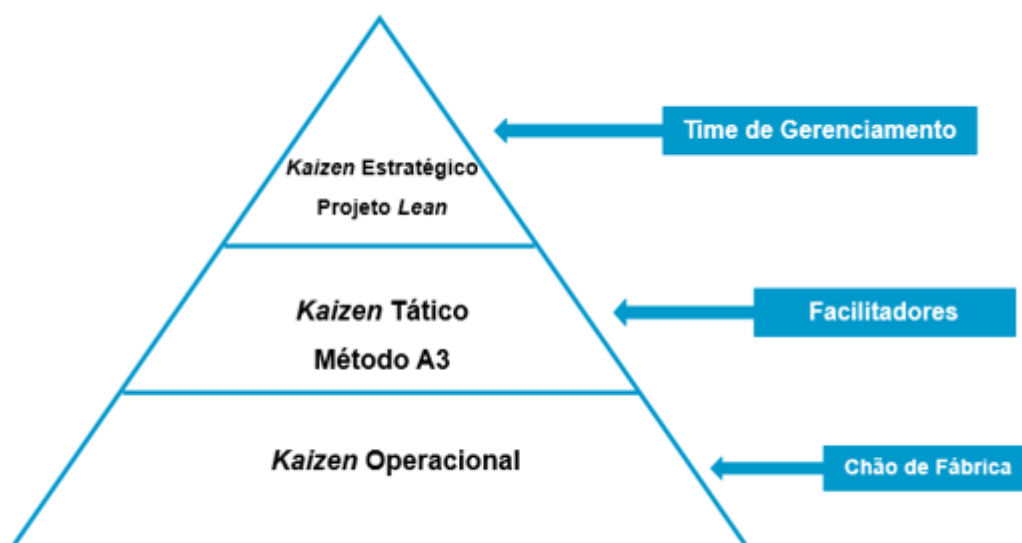 Time de Gerenciamento
Kaizen Estratégico
Projeto Lean
Kaizen Tático
Facilitadores
Método A3
Kaizen Operacional
Chão de Fábrica